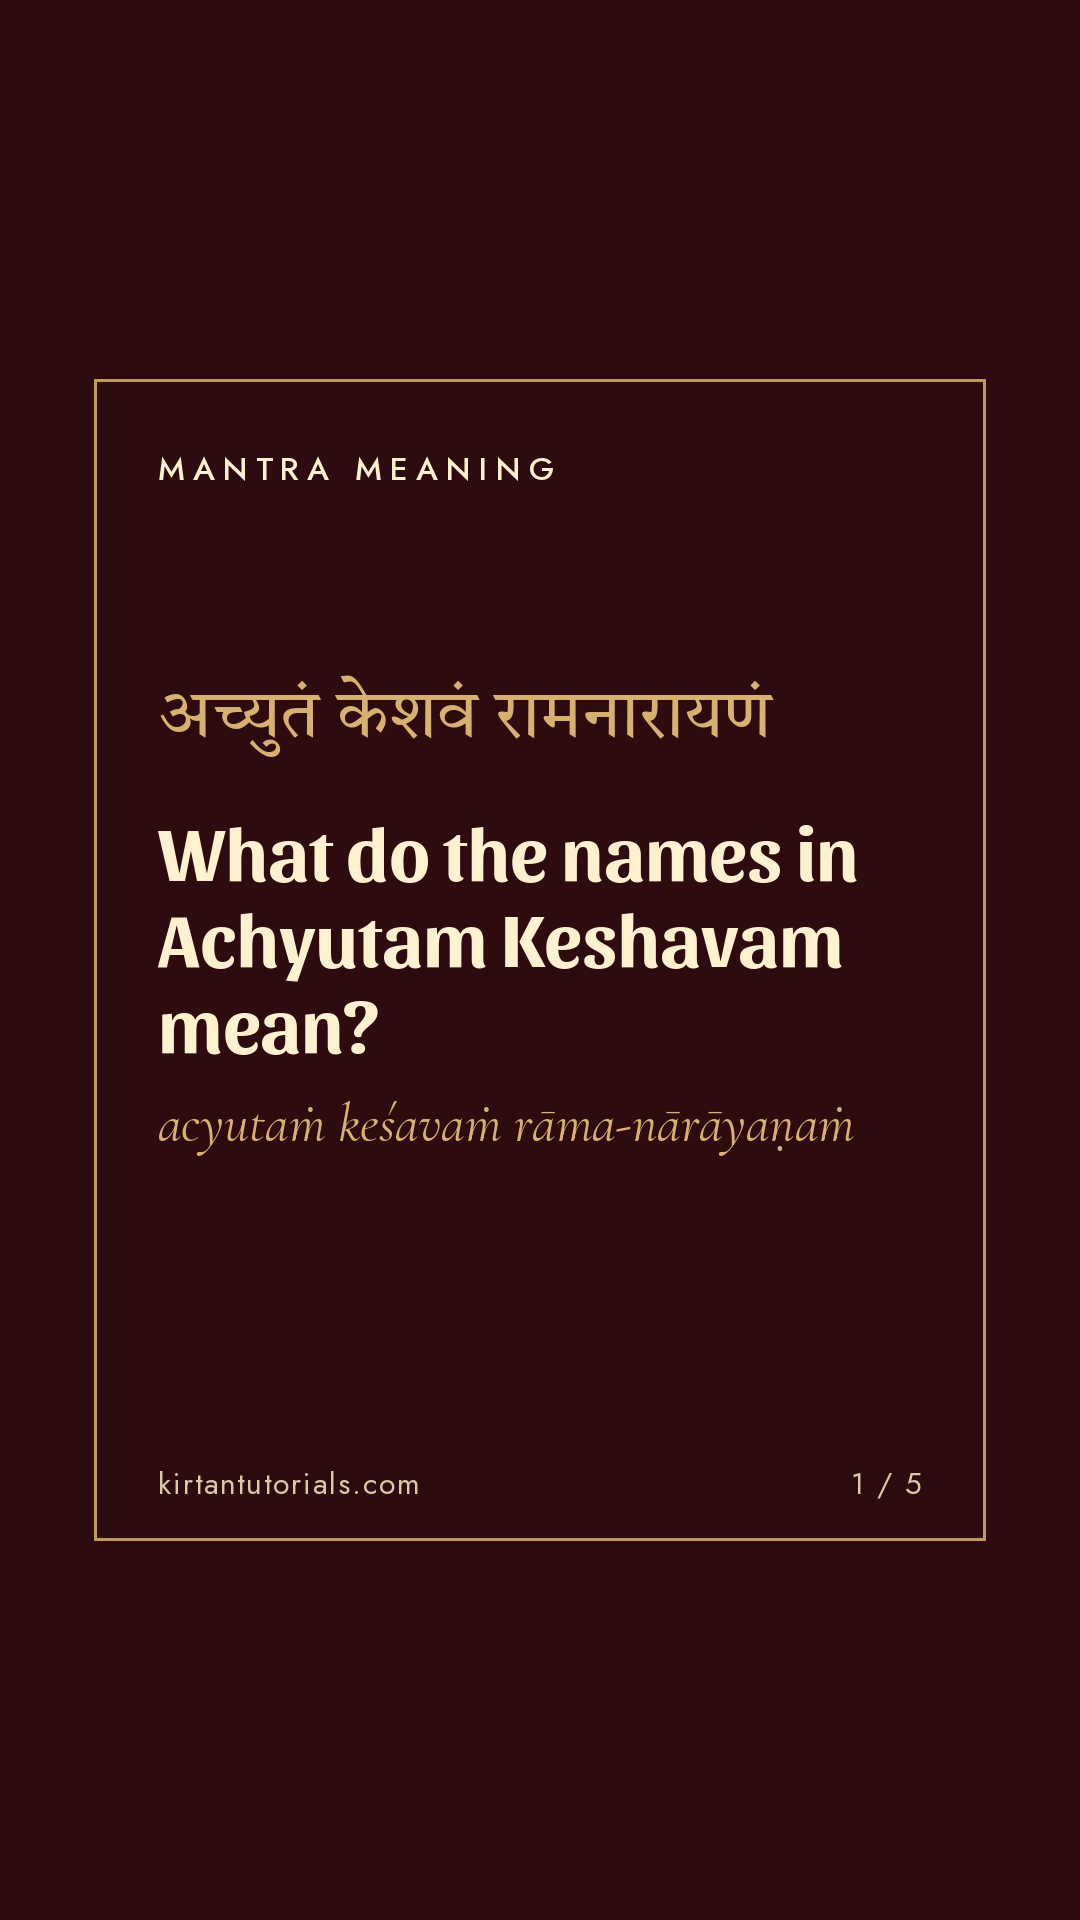 MANTRA MEANING
अच्युतं केशवं रामनारायणं
What do the names in
Achyutam Keshavam
mean?
acyutaṁ keśavaṁ rāma-nārāyaṇaṁ
kirtantutorials.com
1 / 5